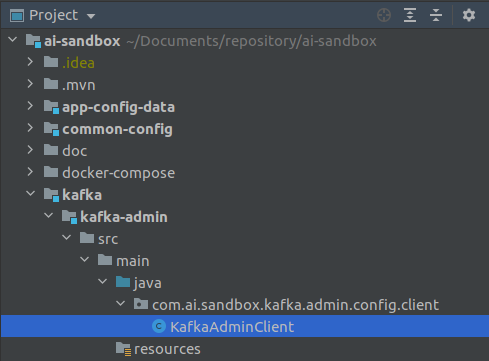 Project
ai-sandbox ~/Documents/repository/ai-sandbox
.idea
.mvn
app-config-data
common-config
doc
docker-compose
kafka
kafka-admin
src
main
java
com.ai.sandbox.kafka.admin.config.client
C KafkaAdminClient
resources